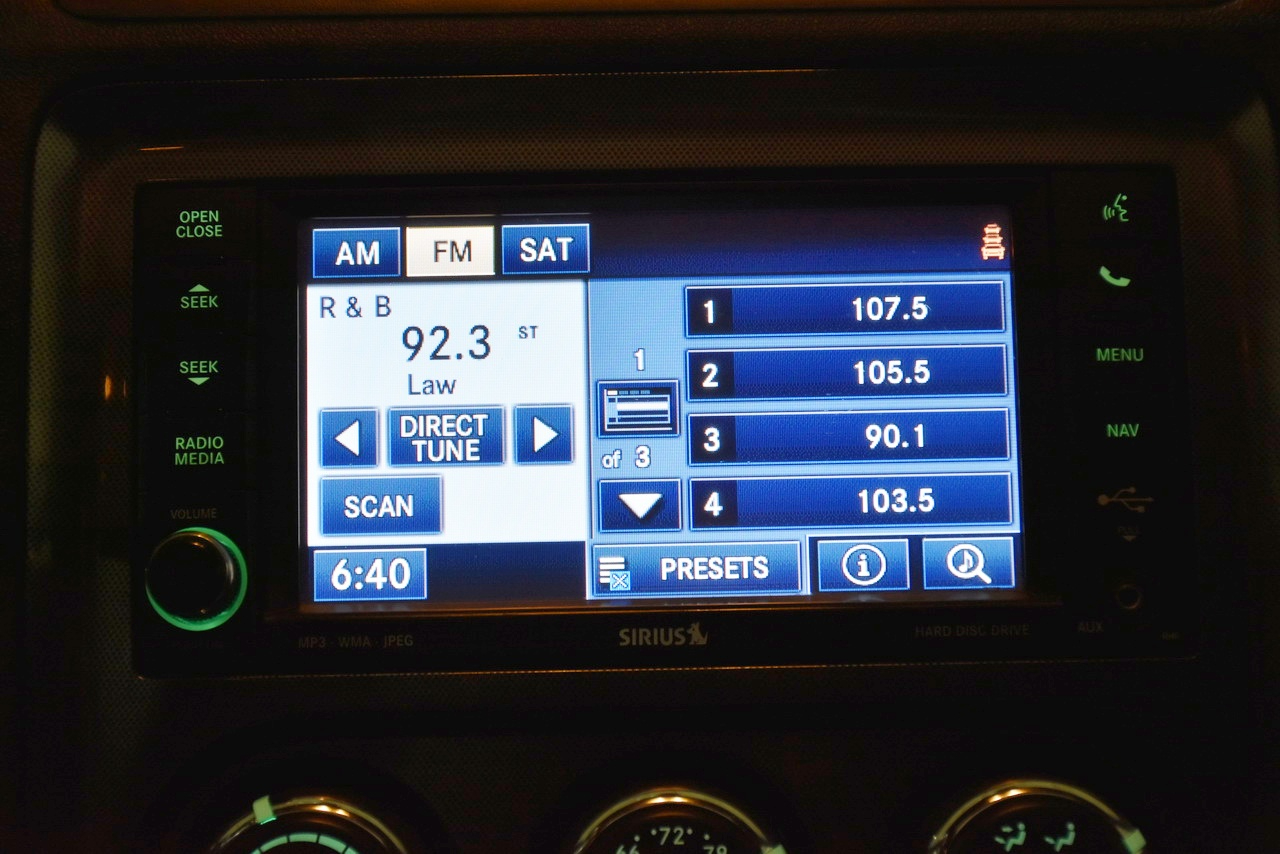 OPEN
CLOSE
SEEK
SEEK
RADIO
MEDIA
VOLUME
AM FM SAT
R & B
92.3 ST
Law
DIRECT
TUNE
SCAN
6:40
1
of 3
1 107.5
2 105.5
3 90.1
4 103.5
PRESETS
i
MENU
NAV
MP3 · WMA · JPEG
SIRIUS
HARD DISC DRIVE
AUX
66 72 78